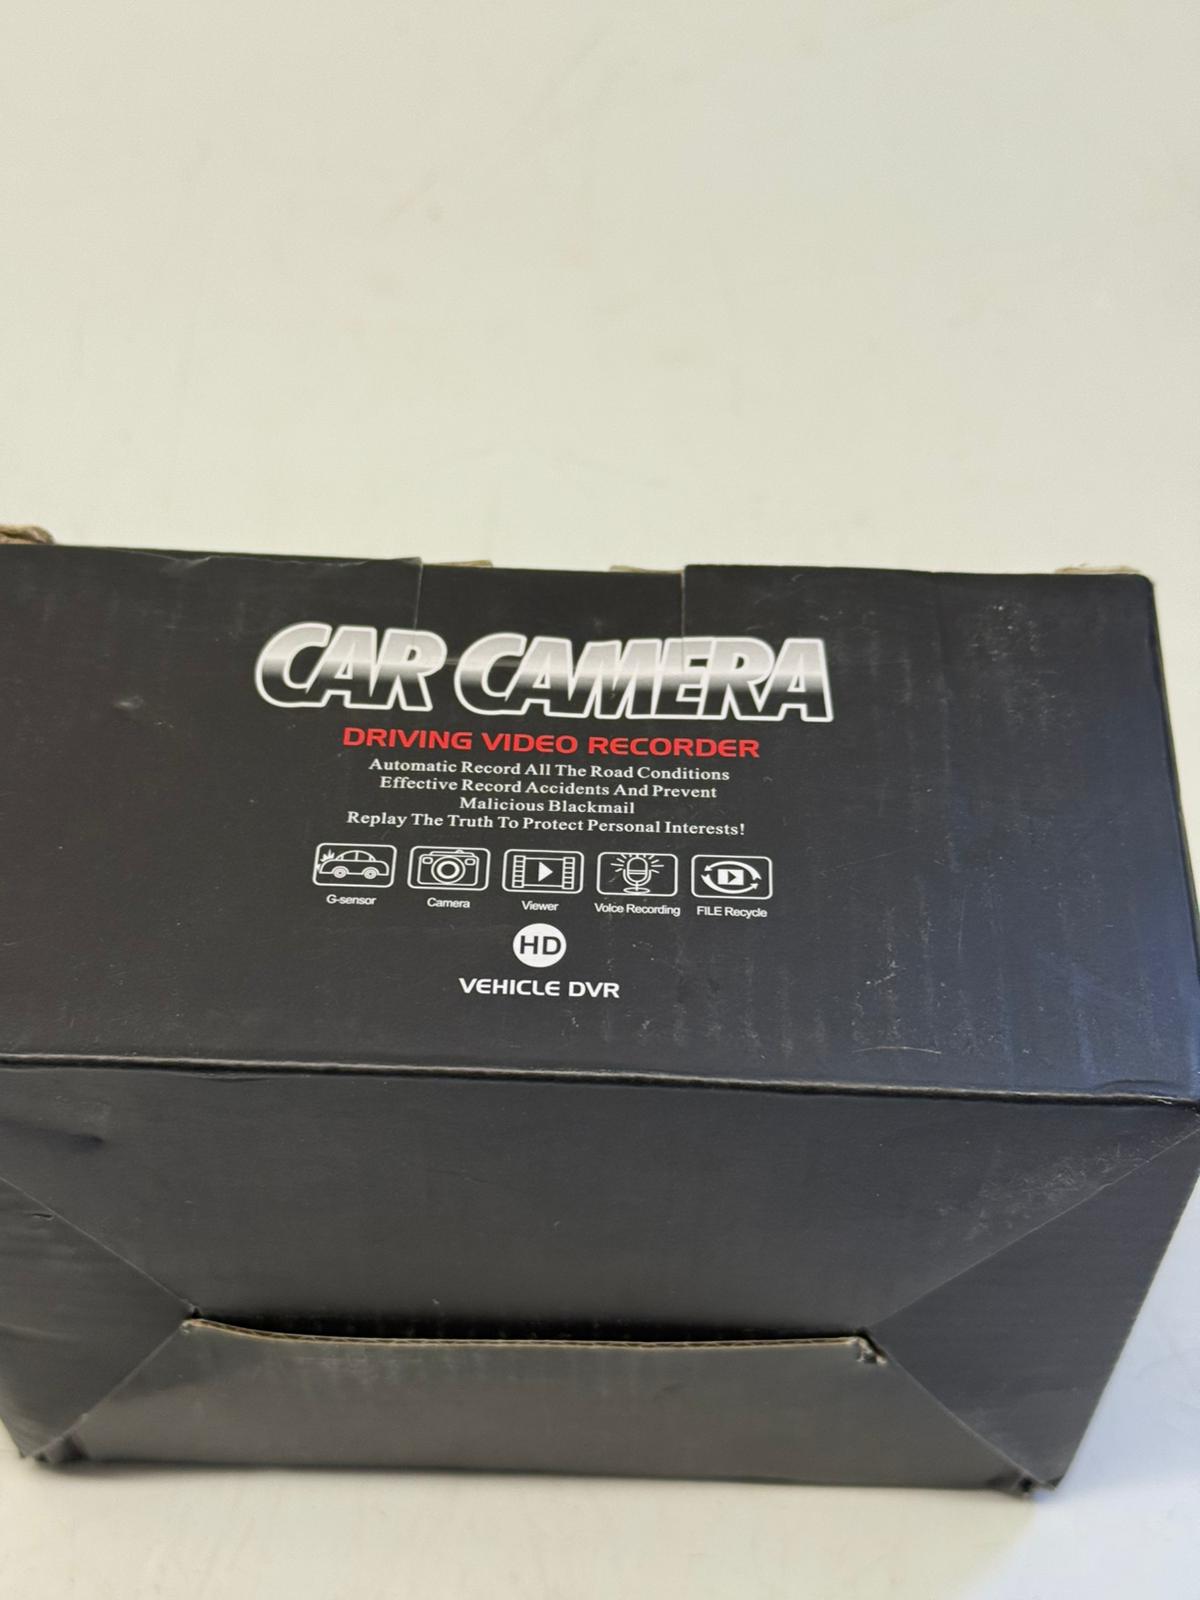 CAR CAMERA
DRIVING VIDEO RECORDER
Automatic Record All The Road Conditions
Effective Record Accidents And Prevent
Malicious Blackmail
Replay The Truth To Protect Personal Interests!
G-sensor Camera Viewer Voice Recording FILE Recycle
HD
VEHICLE DVR